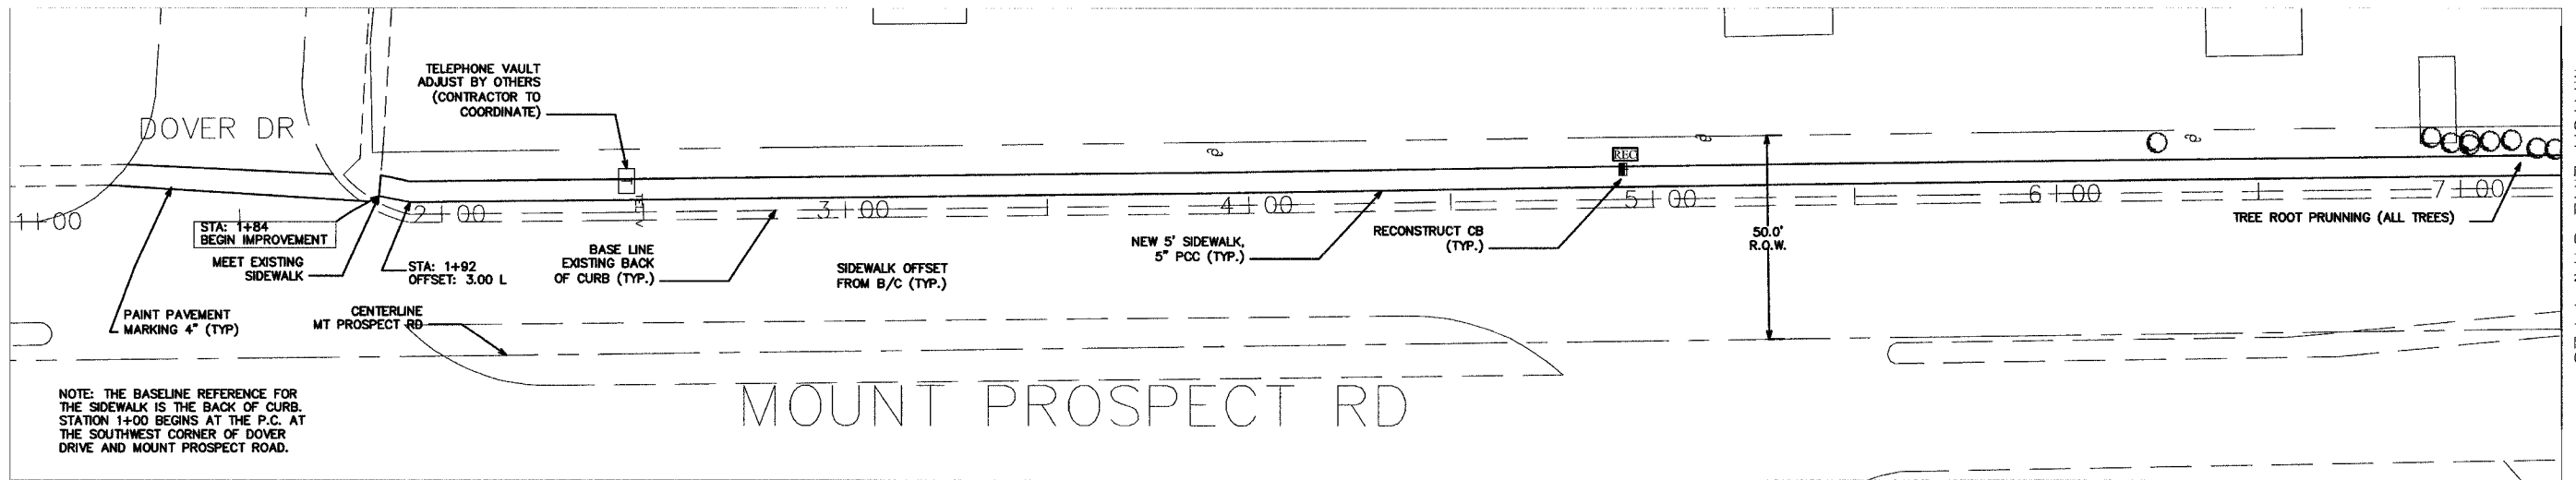 TELEPHONE VAULT
ADJUST BY OTHERS
(CONTRACTOR TO
COORDINATE)
DOVER DR
REC
1+00
2+00
3+00
4+00
5+00
6+00
7+00
STA: 1+84
BEGIN IMPROVEMENT
MEET EXISTING
SIDEWALK
STA: 1+92
OFFSET: 3.00 L
BASE LINE
EXISTING BACK
OF CURB (TYP.)
SIDEWALK OFFSET
FROM B/C (TYP.)
NEW 5' SIDEWALK,
5" PCC (TYP.)
RECONSTRUCT CB
(TYP.)
50.0'
R.O.W.
TREE ROOT PRUNNING (ALL TREES)
PAINT PAVEMENT
MARKING 4" (TYP)
CENTERLINE
MT PROSPECT RD
MOUNT PROSPECT RD
NOTE: THE BASELINE REFERENCE FOR
THE SIDEWALK IS THE BACK OF CURB.
STATION 1+00 BEGINS AT THE P.C. AT
THE SOUTHWEST CORNER OF DOVER
DRIVE AND MOUNT PROSPECT ROAD.